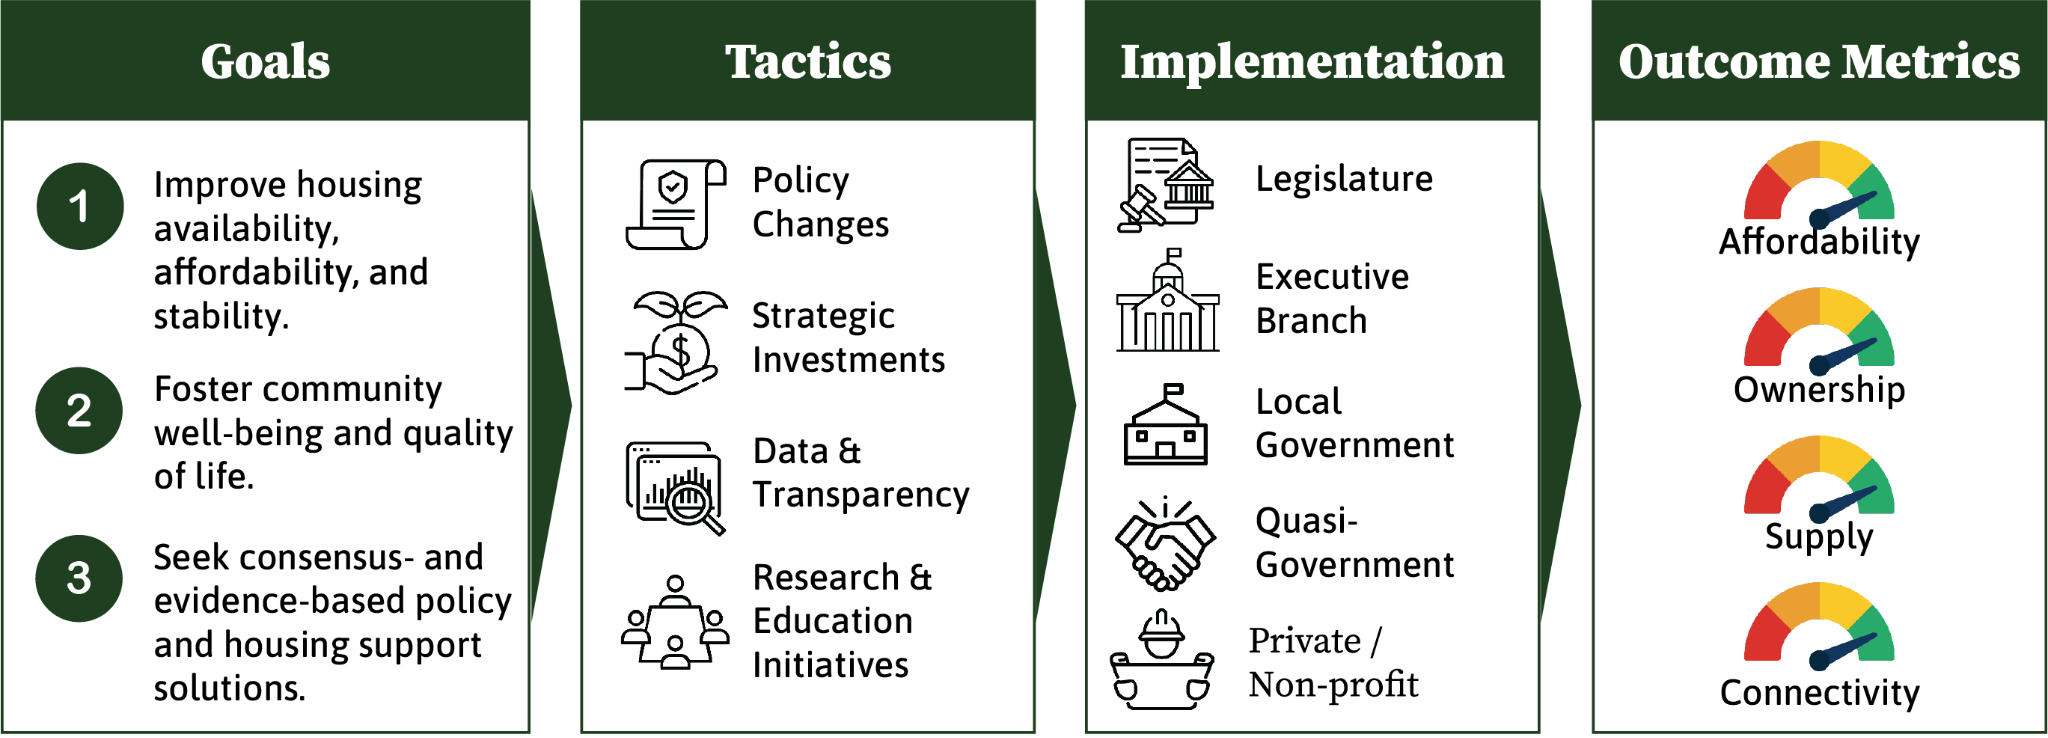 Goals
1
Improve housing
availability,
affordability, and
stability.
2
Foster community
well-being and quality
of life.
3
Seek consensus- and
evidence-based policy
and housing support
solutions.
Tactics
Policy
Changes
$
Strategic
Investments
Data &
Transparency
Research &
Education
Initiatives
Implementation
Legislature
Executive
Branch
Local
Government
Quasi-
Government
Private /
Non-profit
Outcome Metrics
Affordability
Ownership
Supply
Connectivity